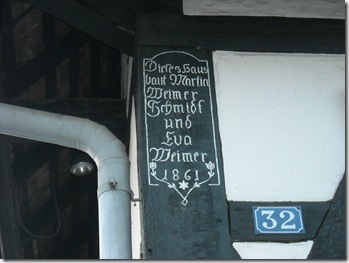 Dieses Haus
baut Martin
Weimer
Schmidt
und
Eva
Weimer
1861
32